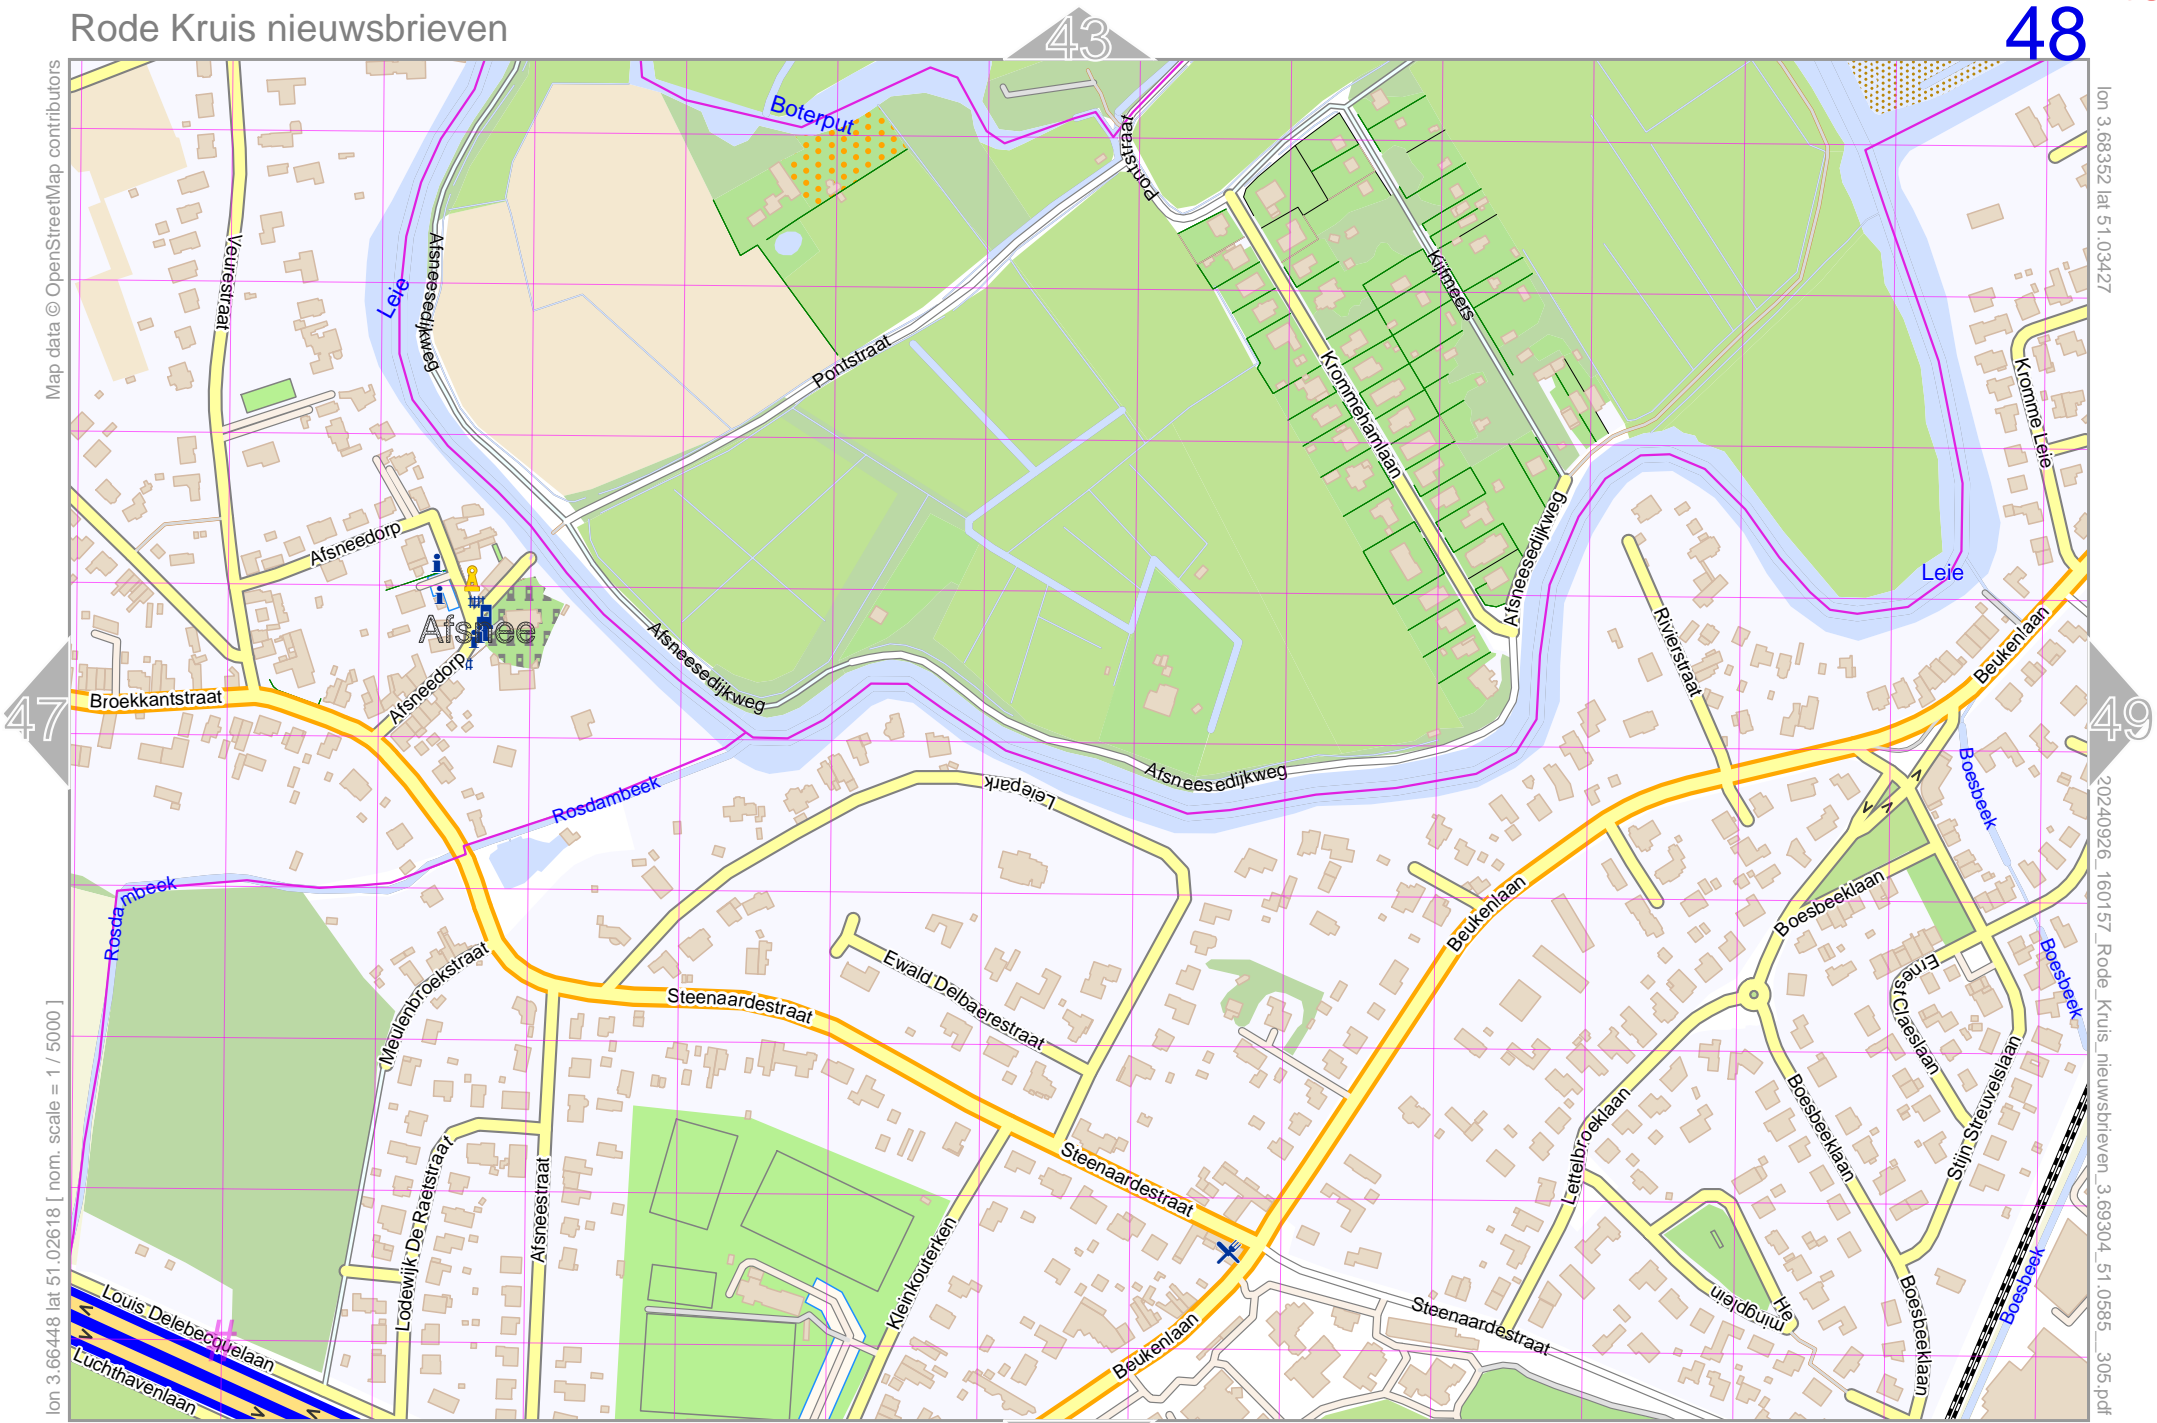 Rode Kruis nieuwsbrieven
43
48
Map data © OpenStreetMap contributors
lon 3.68352 lat 51.03427
Boterput
Pontstraat
Veurestraat
Afsneesedijkweg
Leie
Kijfmeers
Pontstraat
Krommehamlaan
Kromme Leie
Afsneedorp
Afsneesedijkweg
Leie
Afsnee
Afsneesedijkweg
Rivierstraat
Beukenlaan
Afsneedorp
Broekkantstraat
47
49
Afsneesedijkweg
Leiepark
Rosdambeek
Boesbeek
Rosdambeek
Beukenlaan
Boesbeeklaan
Meulenbroekstraat
Ewald Delbaerestraat
Steenaardestraat
Ernest Claeslaan
Boesbeek
Lettelbroeklaan
Boesbeeklaan
Stijn Streuvelslaan
Lodewijk De Raetstraat
Afsneestraat
Steenaardestraat
Kleinkouterken
Hemingplein
Boesbeek
Louis Delebecquelaan
#
Luchthavenlaan
Beukenlaan
Steenaardestraat
Boesbeeklaan
lon 3.66448 lat 51.02618 [ nom. scale = 1 / 5000 ]
20240926_160157_Rode_Kruis_nieuwsbrieven_3.69304_51.0585__305.pdf